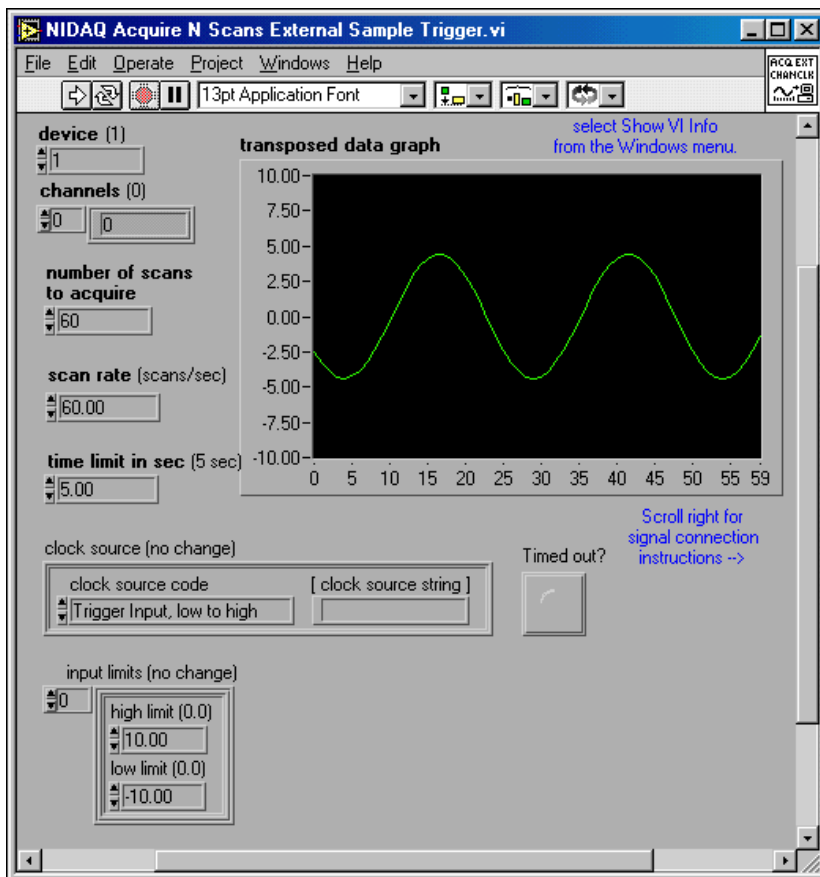 NIDAQ Acquire N Scans External Sample Trigger.vi
File Edit Operate Project Windows Help
13pt Application Font
ACQ EXT
CHANCLK
select Show VI Info
from the Windows menu.
device (1)
1
channels (0)
0
0
number of scans
to acquire
60
scan rate (scans/sec)
60.00
time limit in sec (5 sec)
5.00
transposed data graph
10.00
7.50
5.00
2.50
0.00
-2.50
-5.00
-7.50
-10.00
0 5 10 15 20 25 30 35 40 45 50 55 59
Scroll right for
signal connection
instructions -->
clock source (no change)
clock source code
Trigger Input, low to high
[ clock source string ]
Timed out?
input limits (no change)
0
high limit (0.0)
10.00
low limit (0.0)
-10.00